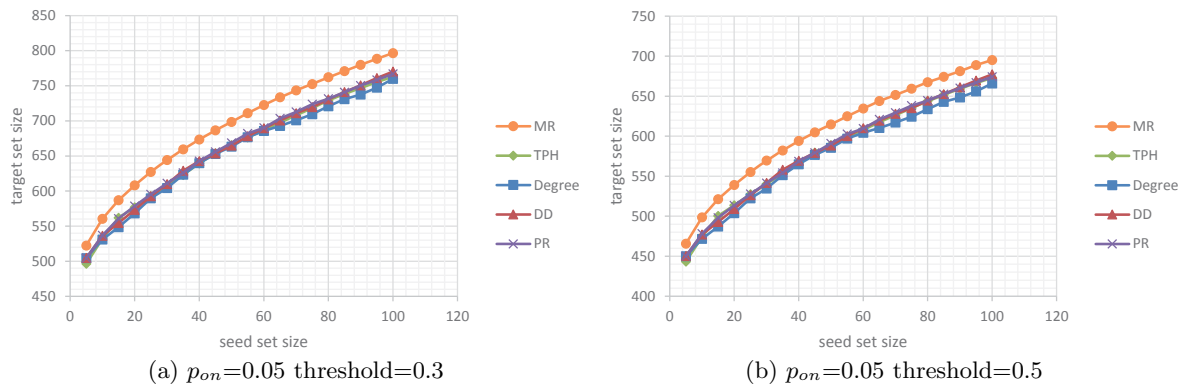 850
800
750
700
650
600
550
500
450
0 20 40 60 80 100 120
target set size
seed set size
MR
TPH
Degree
DD
PR
(a) p_on=0.05 threshold=0.3
750
700
650
600
550
500
450
400
0 20 40 60 80 100 120
target set size
seed set size
MR
TPH
Degree
DD
PR
(b) p_on=0.05 threshold=0.5